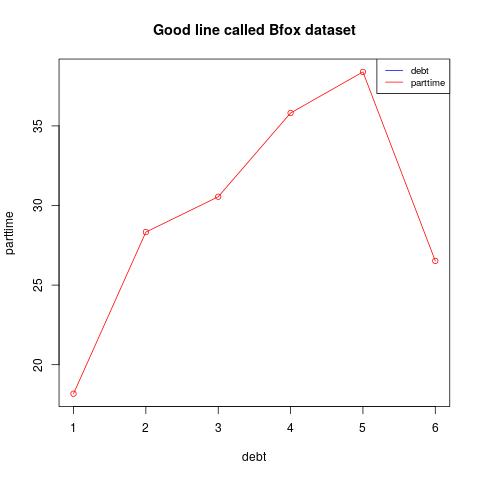 Good line called Bfox dataset
debt
parttime
35
30
25
20
parttime
1 2 3 4 5 6
debt